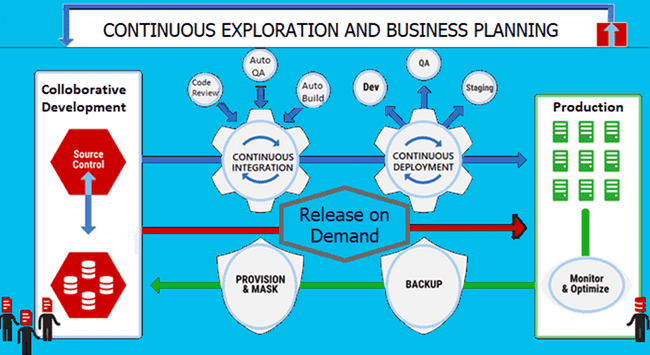 CONTINUOUS EXPLORATION AND BUSINESS PLANNING
Collaborative
Development
Source
Control
Code
Review
Auto
QA
Auto
Build
CONTINUOUS
INTEGRATION
Dev
QA
Staging
CONTINUOUS
DEPLOYMENT
Production
Release on
Demand
PROVISION
& MASK
BACKUP
Monitor
& Optimize